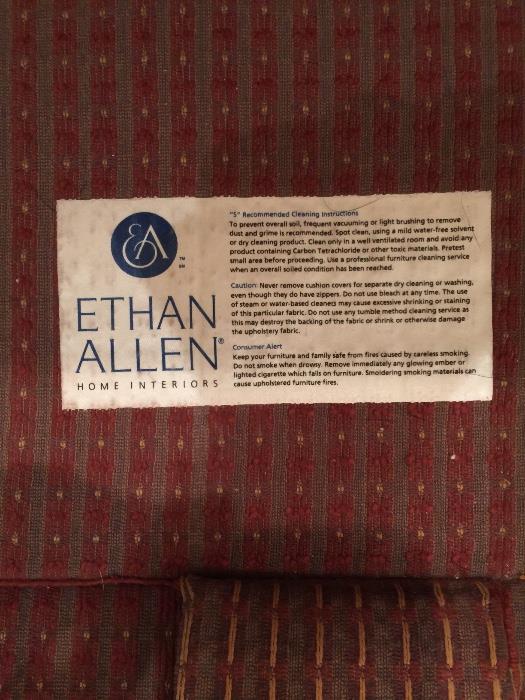 EA
TM
SM
ETHAN
ALLEN®
HOME INTERIORS
"S" Recommended Cleaning Instructions
To prevent overall soil, frequent vacuuming or light brushing to remove
dust and grime is recommended. Spot clean, using a mild water-free solvent
or dry cleaning product. Clean only in a well ventilated room and avoid any
product containing Carbon Tetrachloride or other toxic materials. Pretest
small area before proceeding. Use a professional furniture cleaning service
when an overall soiled condition has been reached.
Caution: Never remove cushion covers for separate dry cleaning or washing,
even though they do have zippers. Do not use bleach at any time. The use
of steam or water-based cleaners may cause excessive shrinking or staining
of this particular fabric. Do not use any tumble method cleaning service as
this may destroy the backing of the fabric or shrink or otherwise damage
the upholstery fabric.
Consumer Alert
Keep your furniture and family safe from fires caused by careless smoking.
Do not smoke when drowsy. Remove immediately any glowing ember or
lighted cigarette which falls on furniture. Smoldering smoking materials can
cause upholstered furniture fires.